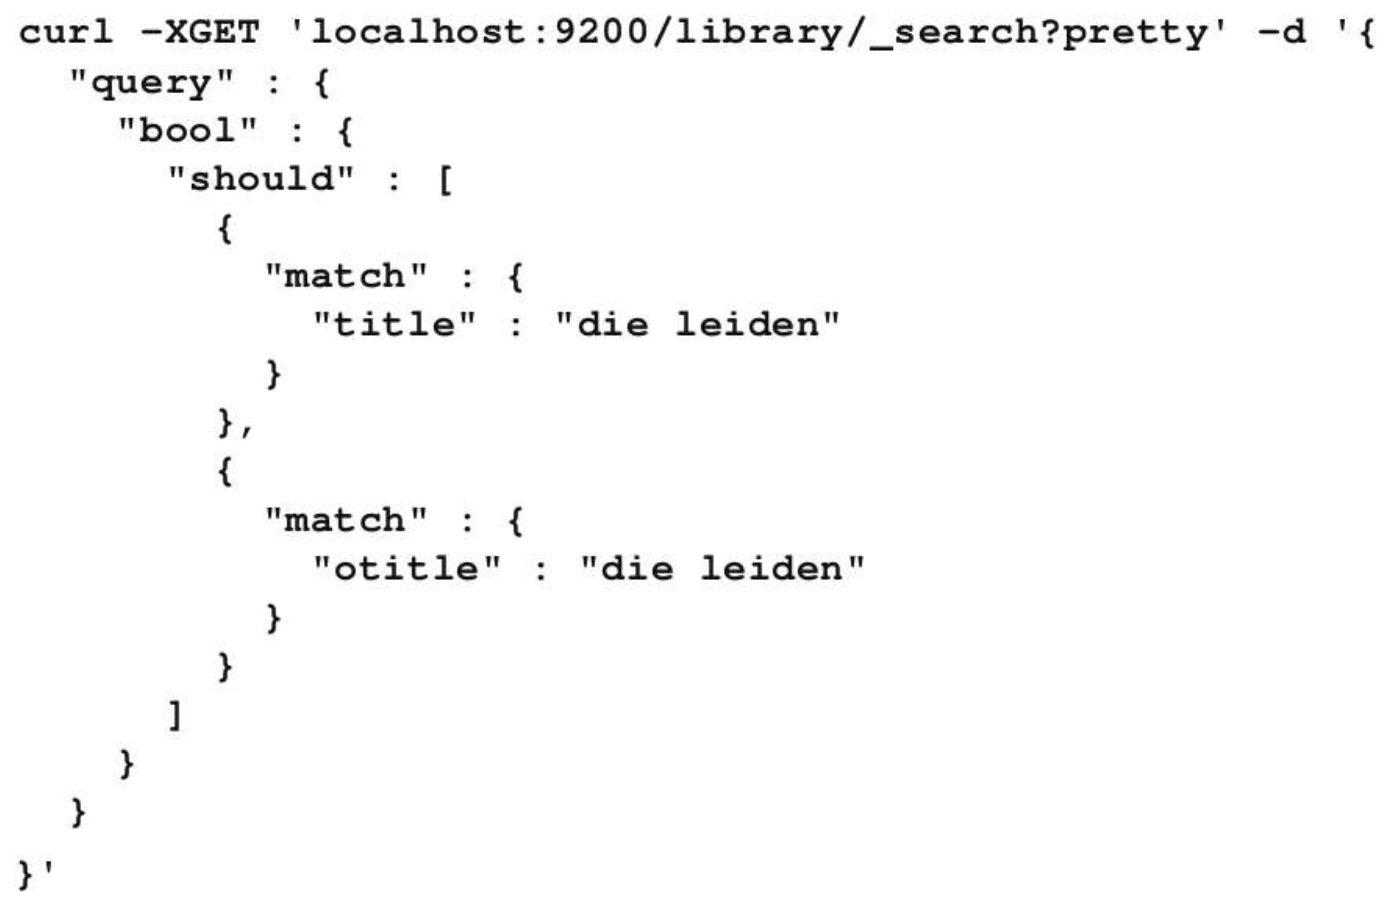 curl -XGET 'localhost:9200/library/_search?pretty' -d '{
  "query" : {
    "bool" : {
      "should" : [
        {
          "match" : {
            "title" : "die leiden"
          }
        },
        {
          "match" : {
            "otitle" : "die leiden"
          }
        }
      ]
    }
  }
}'